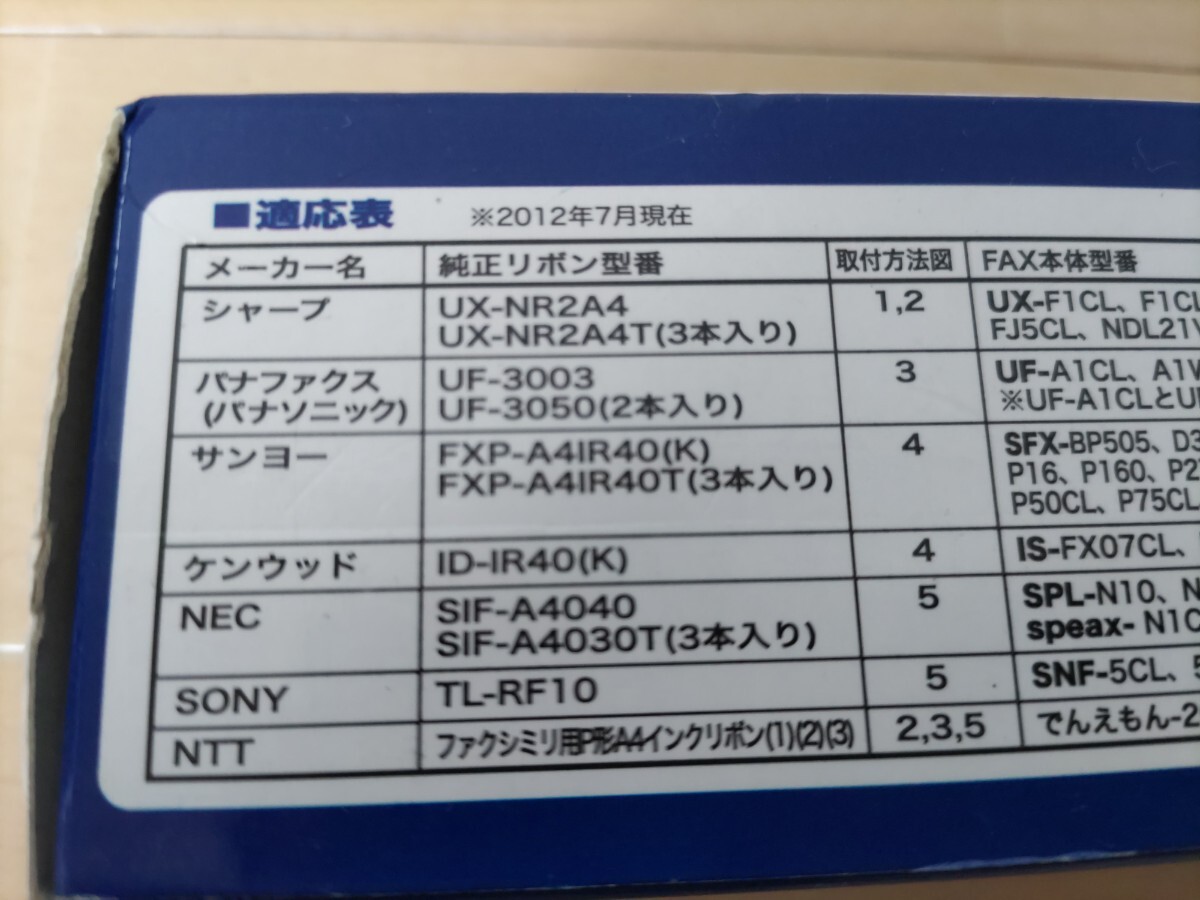 ■適応表 ※2012年7月現在
メーカー名 純正リボン型番 取付方法図 FAX本体型番
シャープ UX-NR2A4 1,2 UX-F1CL、F1CL
UX-NR2A4T(3本入り) FJ5CL、NDL21
パナファックス UF-3003 3 UF-A1CL、A1
(パナソニック) UF-3050(2本入り) ※UF-A1CLとU
サンヨー FXP-A4IR40(K) 4 SFX-BP505、D3
FXP-A4IR40T(3本入り) P16、P160、P2
P50CL、P75CL
ケンウッド ID-IR40(K) 4 IS-FX07CL、
NEC SIF-A4040 5 SPL-N10、N
SIF-A4030T(3本入り) speax- N1
SONY TL-RF10 5 SNF-5CL、5
NTT ファクシミリ用P形A4インクリボン(1)(2)(3) 2,3,5 でんえもん-2